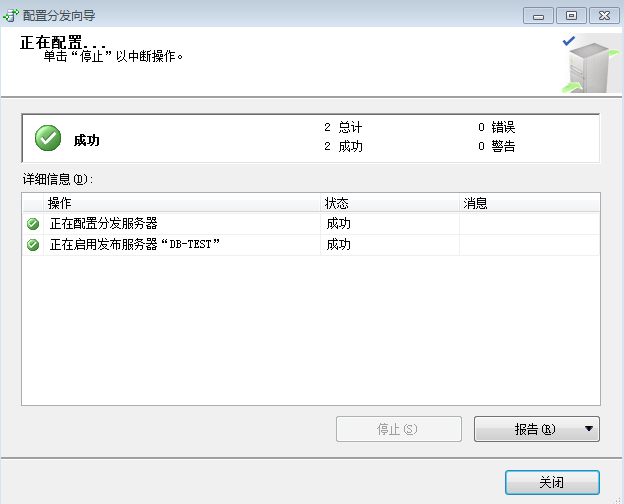 配置分发向导
正在配置...
单击“停止”以中断操作。
成功
2 总计
0 错误
2 成功
0 警告
详细信息(D):
操作 状态 消息
正在配置分发服务器 成功
正在启用发布服务器“DB-TEST” 成功
停止(S)
报告(R)
关闭